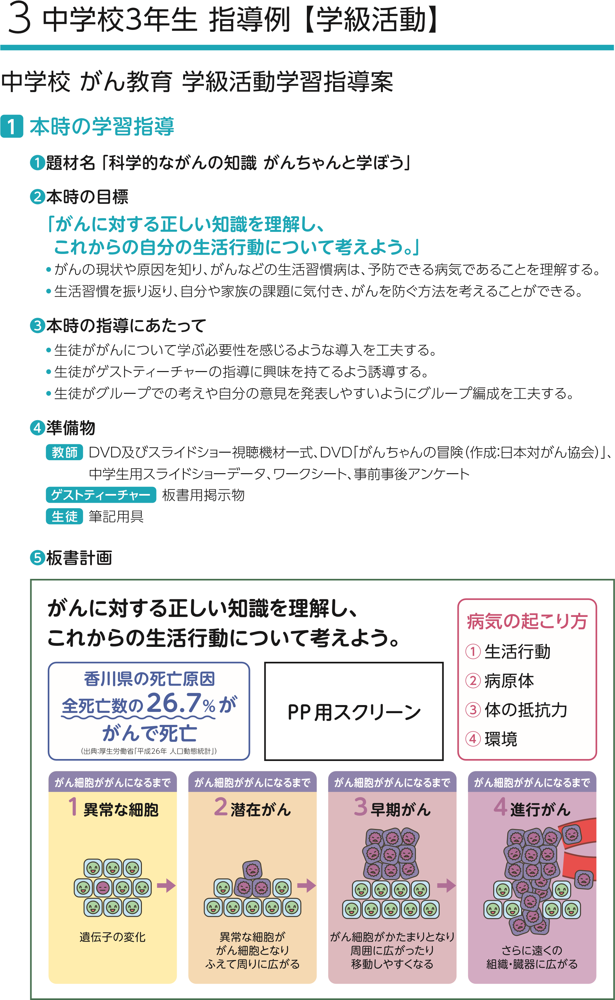 3 中学校3年生 指導例【学級活動】
中学校 がん教育 学級活動学習指導案
1 本時の学習指導
❶題材名「科学的ながんの知識 がんちゃんと学ぼう」
❷本時の目標
「がんに対する正しい知識を理解し、
これからの自分の生活行動について考えよう。」
• がんの現状や原因を知り、がんなどの生活習慣病は、予防できる病気であることを理解する。
• 生活習慣を振り返り、自分や家族の課題に気付き、がんを防ぐ方法を考えることができる。
❸本時の指導にあたって
• 生徒ががんについて学ぶ必要性を感じるような導入を工夫する。
• 生徒がゲストティーチャーの指導に興味を持てるよう誘導する。
• 生徒がグループでの考えや自分の意見を発表しやすいようにグループ編成を工夫する。
❹準備物
教師 DVD及びスライドショー視聴機材一式、DVD「がんちゃんの冒険(作成:日本対がん協会)」、
中学生用スライドショーデータ、ワークシート、事前事後アンケート
ゲストティーチャー 板書用掲示物
生徒 筆記用具
❺板書計画
がんに対する正しい知識を理解し、
これからの生活行動について考えよう。
香川県の死亡原因
全死亡数の26.7%が
がんで死亡
(出典:厚生労働省「平成26年 人口動態統計」)
PP用スクリーン
病気の起こり方
① 生活行動
② 病原体
③ 体の抵抗力
④ 環境
がん細胞ががんになるまで
1 異常な細胞
遺伝子の変化
がん細胞ががんになるまで
2 潜在がん
異常な細胞が
がん細胞となり
ふえて周りに広がる
がん細胞ががんになるまで
3 早期がん
がん細胞がかたまりとなり
周囲に広がったり
移動しやすくなる
がん細胞ががんになるまで
4 進行がん
さらに遠くの
組織・臓器に広がる